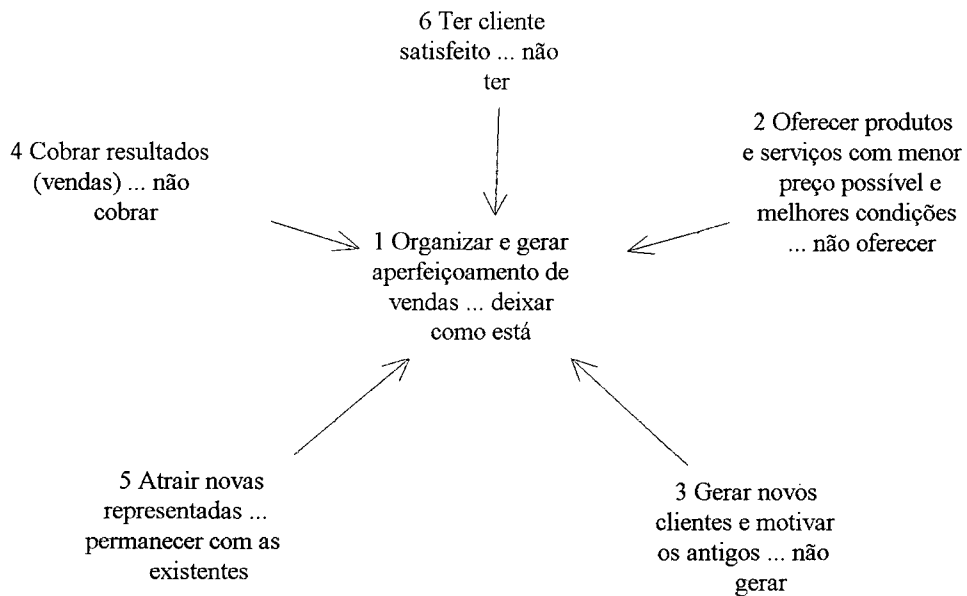 6 Ter cliente
satisfeito ... não
ter
4 Cobrar resultados
(vendas) ... não
cobrar
2 Oferecer produtos
e serviços com menor
preço possível e
melhores condições
... não oferecer
1 Organizar e gerar
aperfeiçoamento de
vendas ... deixar
como está
5 Atrair novas
representadas ...
permanecer com as
existentes
3 Gerar novos
clientes e motivar
os antigos ... não
gerar